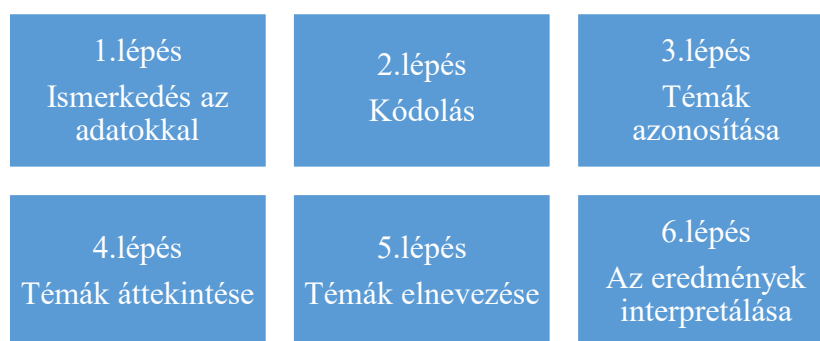 1.lépés
Ismerkedés az
adatokkal
2.lépés
Kódolás
3.lépés
Témák
azonosítása
4.lépés
Témák áttekintése
5.lépés
Témák elnevezése
6.lépés
Az eredmények
interpretálása